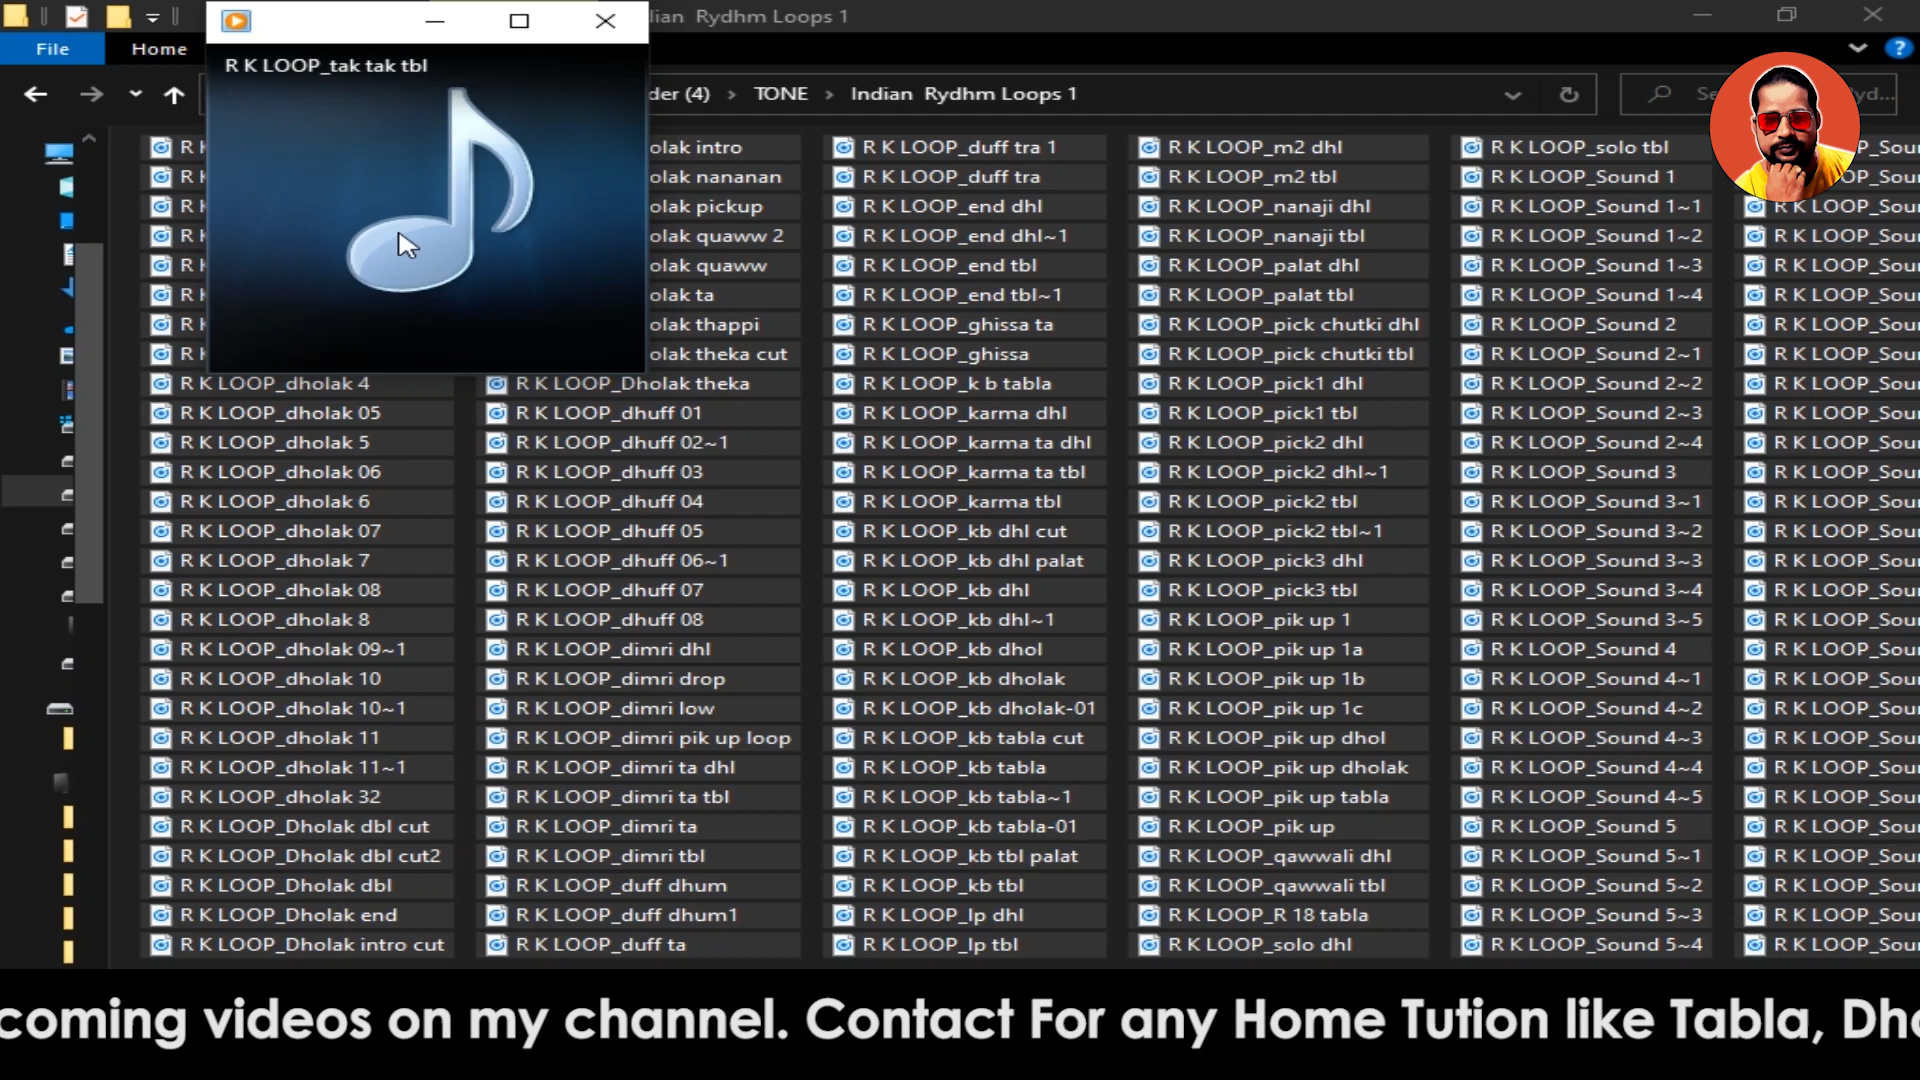 dian Rydhm Loops 1
File
Home
R K LOOP_tak tak tbl
der (4) > TONE > Indian Rydhm Loops 1
R K LOOP_dholak 4
R K LOOP_dholak 05
R K LOOP_dholak 5
R K LOOP_dholak 06
R K LOOP_dholak 6
R K LOOP_dholak 07
R K LOOP_dholak 7
R K LOOP_dholak 08
R K LOOP_dholak 8
R K LOOP_dholak 09~1
R K LOOP_dholak 10
R K LOOP_dholak 10~1
R K LOOP_dholak 11
R K LOOP_dholak 11~1
R K LOOP_dholak 32
R K LOOP_Dholak dbl cut
R K LOOP_Dholak dbl cut2
R K LOOP_Dholak dbl
R K LOOP_Dholak end
R K LOOP_Dholak intro cut
olak intro
olak nananan
olak pickup
olak quaww 2
olak quaww
olak ta
olak thappi
olak theka cut
R K LOOP_Dholak theka
R K LOOP_dhuff 01
R K LOOP_dhuff 02~1
R K LOOP_dhuff 03
R K LOOP_dhuff 04
R K LOOP_dhuff 05
R K LOOP_dhuff 06~1
R K LOOP_dhuff 07
R K LOOP_dhuff 08
R K LOOP_dimri dhl
R K LOOP_dimri drop
R K LOOP_dimri low
R K LOOP_dimri pik up loop
R K LOOP_dimri ta dhl
R K LOOP_dimri ta tbl
R K LOOP_dimri ta
R K LOOP_dimri tbl
R K LOOP_duff dhum
R K LOOP_duff dhum1
R K LOOP_duff ta
R K LOOP_duff tra 1
R K LOOP_duff tra
R K LOOP_end dhl
R K LOOP_end dhl~1
R K LOOP_end tbl
R K LOOP_end tbl~1
R K LOOP_ghissa ta
R K LOOP_ghissa
R K LOOP_k b tabla
R K LOOP_karma dhl
R K LOOP_karma ta dhl
R K LOOP_karma ta tbl
R K LOOP_karma tbl
R K LOOP_kb dhl cut
R K LOOP_kb dhl palat
R K LOOP_kb dhl
R K LOOP_kb dhl~1
R K LOOP_kb dhol
R K LOOP_kb dholak
R K LOOP_kb dholak-01
R K LOOP_kb tabla cut
R K LOOP_kb tabla
R K LOOP_kb tabla~1
R K LOOP_kb tabla-01
R K LOOP_kb tbl palat
R K LOOP_kb tbl
R K LOOP_lp dhl
R K LOOP_lp tbl
R K LOOP_m2 dhl
R K LOOP_m2 tbl
R K LOOP_nanaji dhl
R K LOOP_nanaji tbl
R K LOOP_palat dhl
R K LOOP_palat tbl
R K LOOP_pick chutki dhl
R K LOOP_pick chutki tbl
R K LOOP_pick1 dhl
R K LOOP_pick1 tbl
R K LOOP_pick2 dhl
R K LOOP_pick2 dhl~1
R K LOOP_pick2 tbl
R K LOOP_pick2 tbl~1
R K LOOP_pick3 dhl
R K LOOP_pick3 tbl
R K LOOP_pik up 1
R K LOOP_pik up 1a
R K LOOP_pik up 1b
R K LOOP_pik up 1c
R K LOOP_pik up dhol
R K LOOP_pik up dholak
R K LOOP_pik up tabla
R K LOOP_pik up
R K LOOP_qawwali dhl
R K LOOP_qawwali tbl
R K LOOP_R 18 tabla
R K LOOP_solo dhl
R K LOOP_solo tbl
R K LOOP_Sound 1
R K LOOP_Sound 1~1
R K LOOP_Sound 1~2
R K LOOP_Sound 1~3
R K LOOP_Sound 1~4
R K LOOP_Sound 2
R K LOOP_Sound 2~1
R K LOOP_Sound 2~2
R K LOOP_Sound 2~3
R K LOOP_Sound 2~4
R K LOOP_Sound 3
R K LOOP_Sound 3~1
R K LOOP_Sound 3~2
R K LOOP_Sound 3~3
R K LOOP_Sound 3~4
R K LOOP_Sound 3~5
R K LOOP_Sound 4
R K LOOP_Sound 4~1
R K LOOP_Sound 4~2
R K LOOP_Sound 4~3
R K LOOP_Sound 4~4
R K LOOP_Sound 4~5
R K LOOP_Sound 5
R K LOOP_Sound 5~1
R K LOOP_Sound 5~2
R K LOOP_Sound 5~3
R K LOOP_Sound 5~4
coming videos on my channel. Contact For any Home Tution like Tabla, Dho